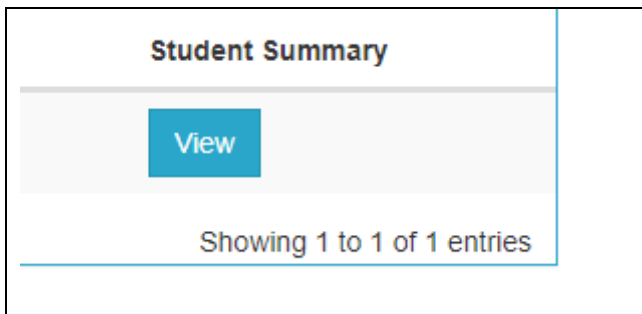 Student Summary
View
Showing 1 to 1 of 1 entries